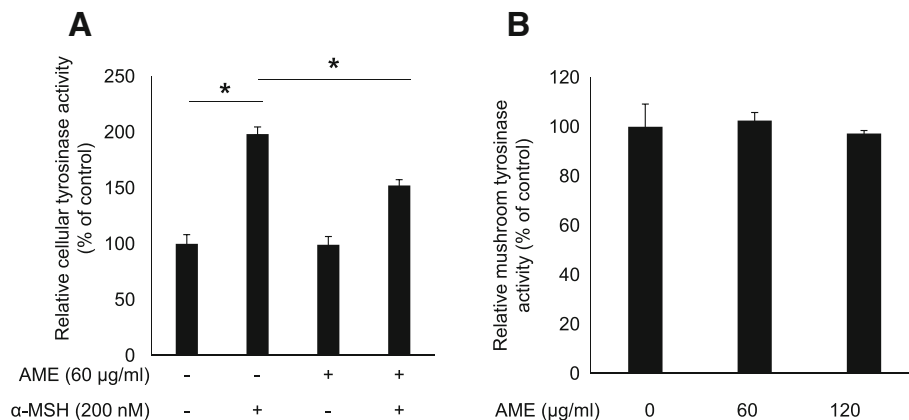 A
Relative cellular tyrosinase activity
(% of control)
250
200
150
100
50
0
*
*
AME (60 µg/ml) - - + +
α-MSH (200 nM) - + - +
B
Relative mushroom tyrosinase
activity (% of control)
120
100
80
60
40
20
0
AME (µg/ml) 0 60 120